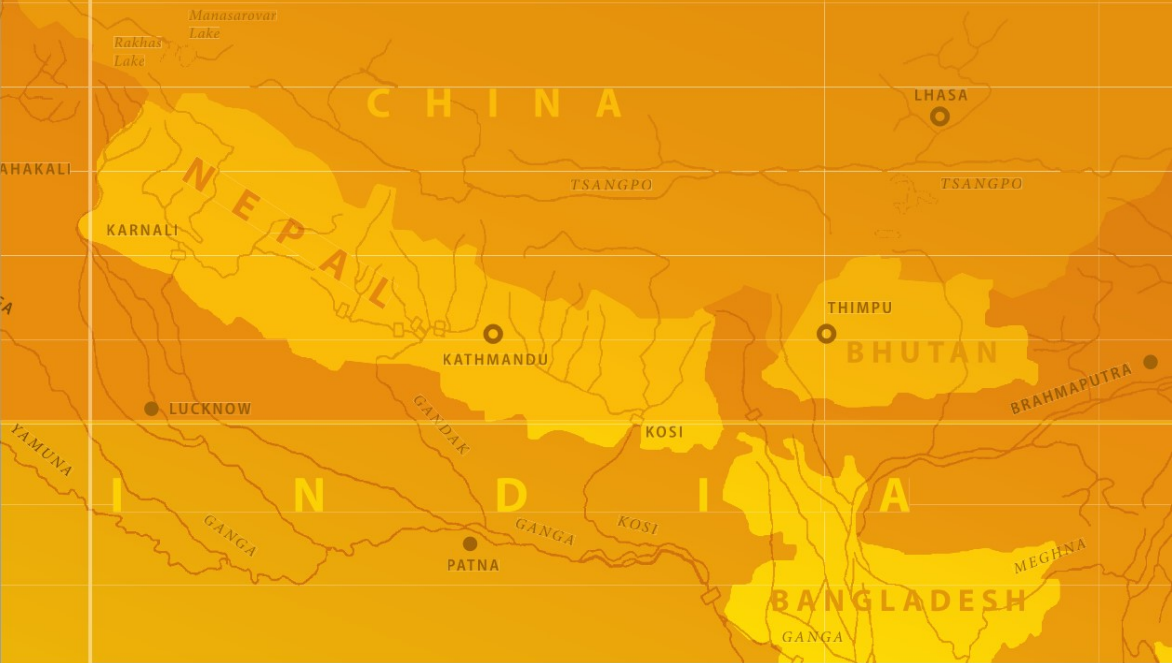 Manasarovar
Lake
Rakhas
Lake
CHINA
LHASA
AHAKALI
TSANGPO
TSANGPO
NEPAL
KARNALI
GA
THIMPU
KATHMANDU
BHUTAN
BRAHMAPUTRA
LUCKNOW
GANDAK
KOSI
YAMUNA
INDIA
GANGA
GANGA
KOSI
PATNA
MEGHNA
BANGLADESH
GANGA